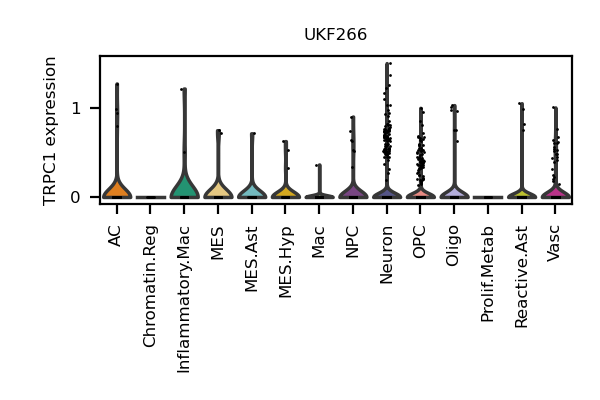 UKF266
TRPC1 expression
1
0
AC
Chromatin.Reg
Inflammatory.Mac
MES
MES.Ast
MES.Hyp
Mac
NPC
Neuron
OPC
Oligo
Prolif.Metab
Reactive.Ast
Vasc